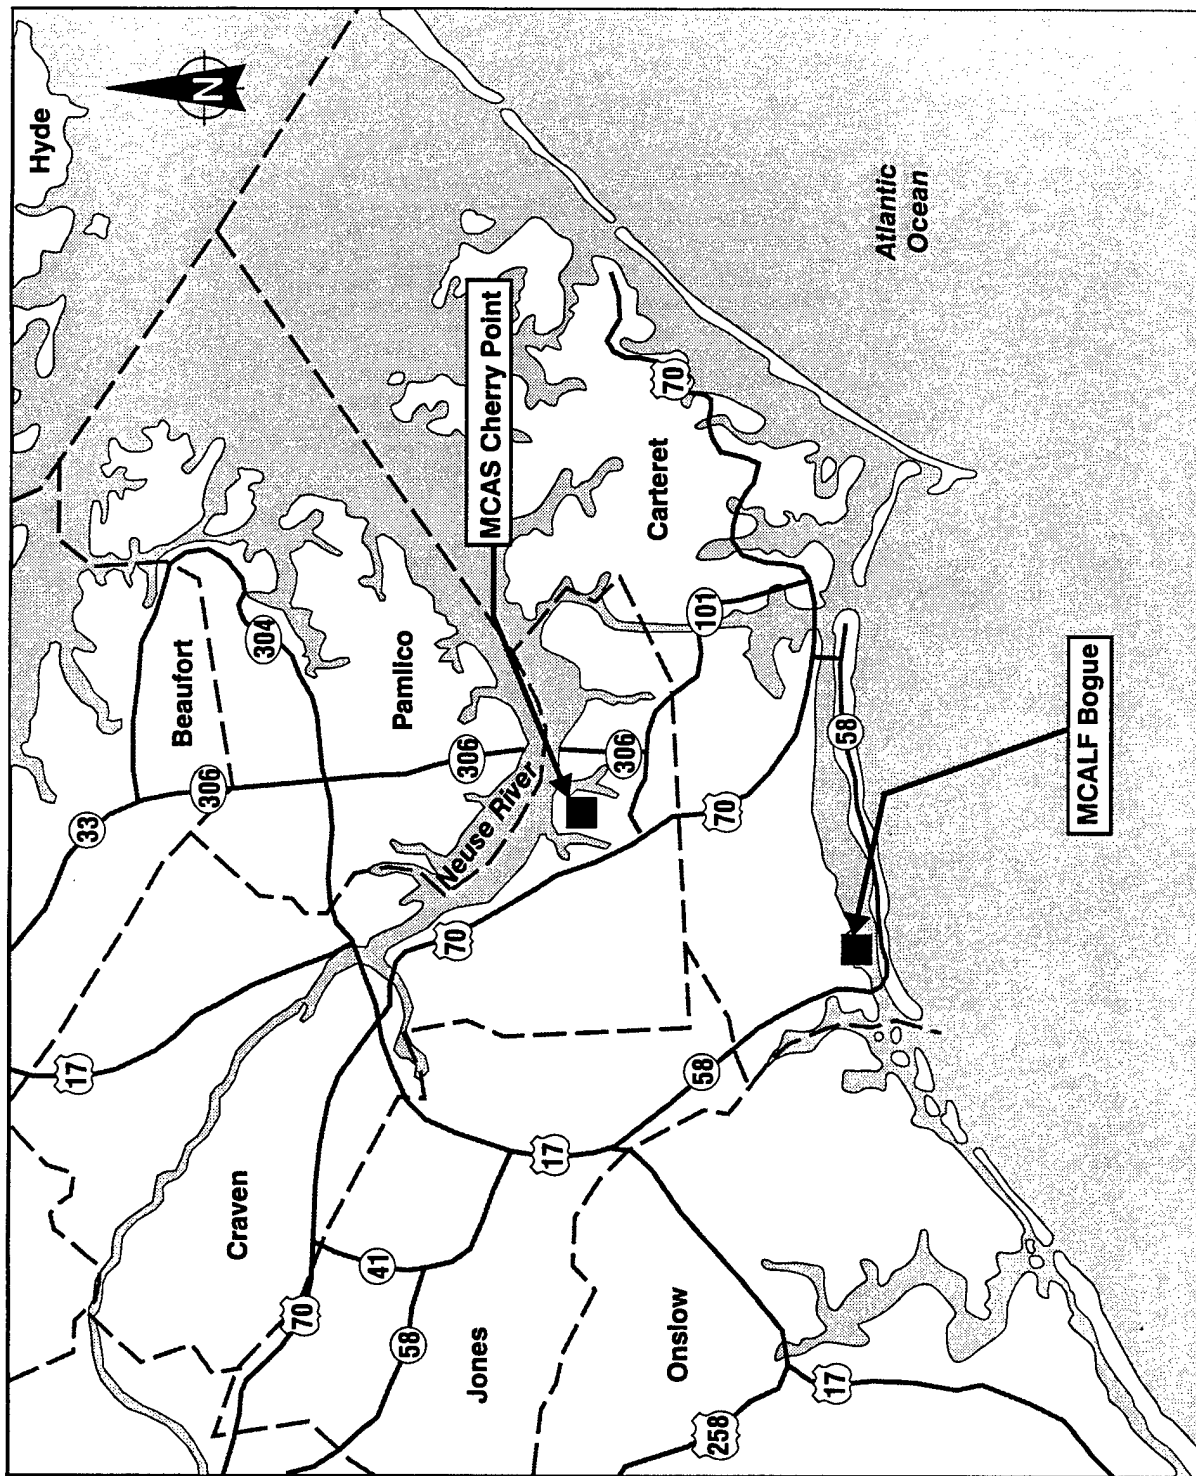 Hyde
N
Beaufort
33
306
304
Pamlico
306
Neuse River
306
MCAS Cherry Point
17
70
Craven
70
41
58
Jones
17
58
Onslow
258
17
70
101
Carteret
70
58
Atlantic
Ocean
MCALF Bogue